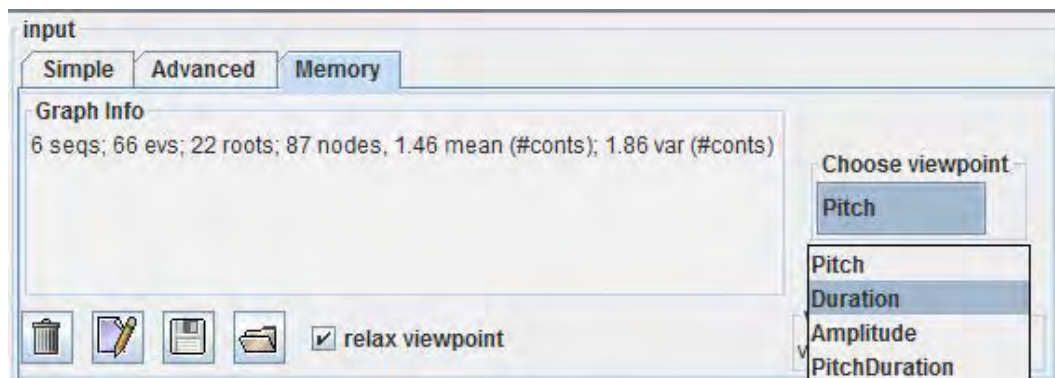 input
Simple Advanced Memory
Graph Info
6 seqs; 66 evs; 22 roots; 87 nodes, 1.46 mean (#conts); 1.86 var (#conts)
Choose viewpoint
Pitch
Pitch
Duration
Amplitude
PitchDuration
relax viewpoint